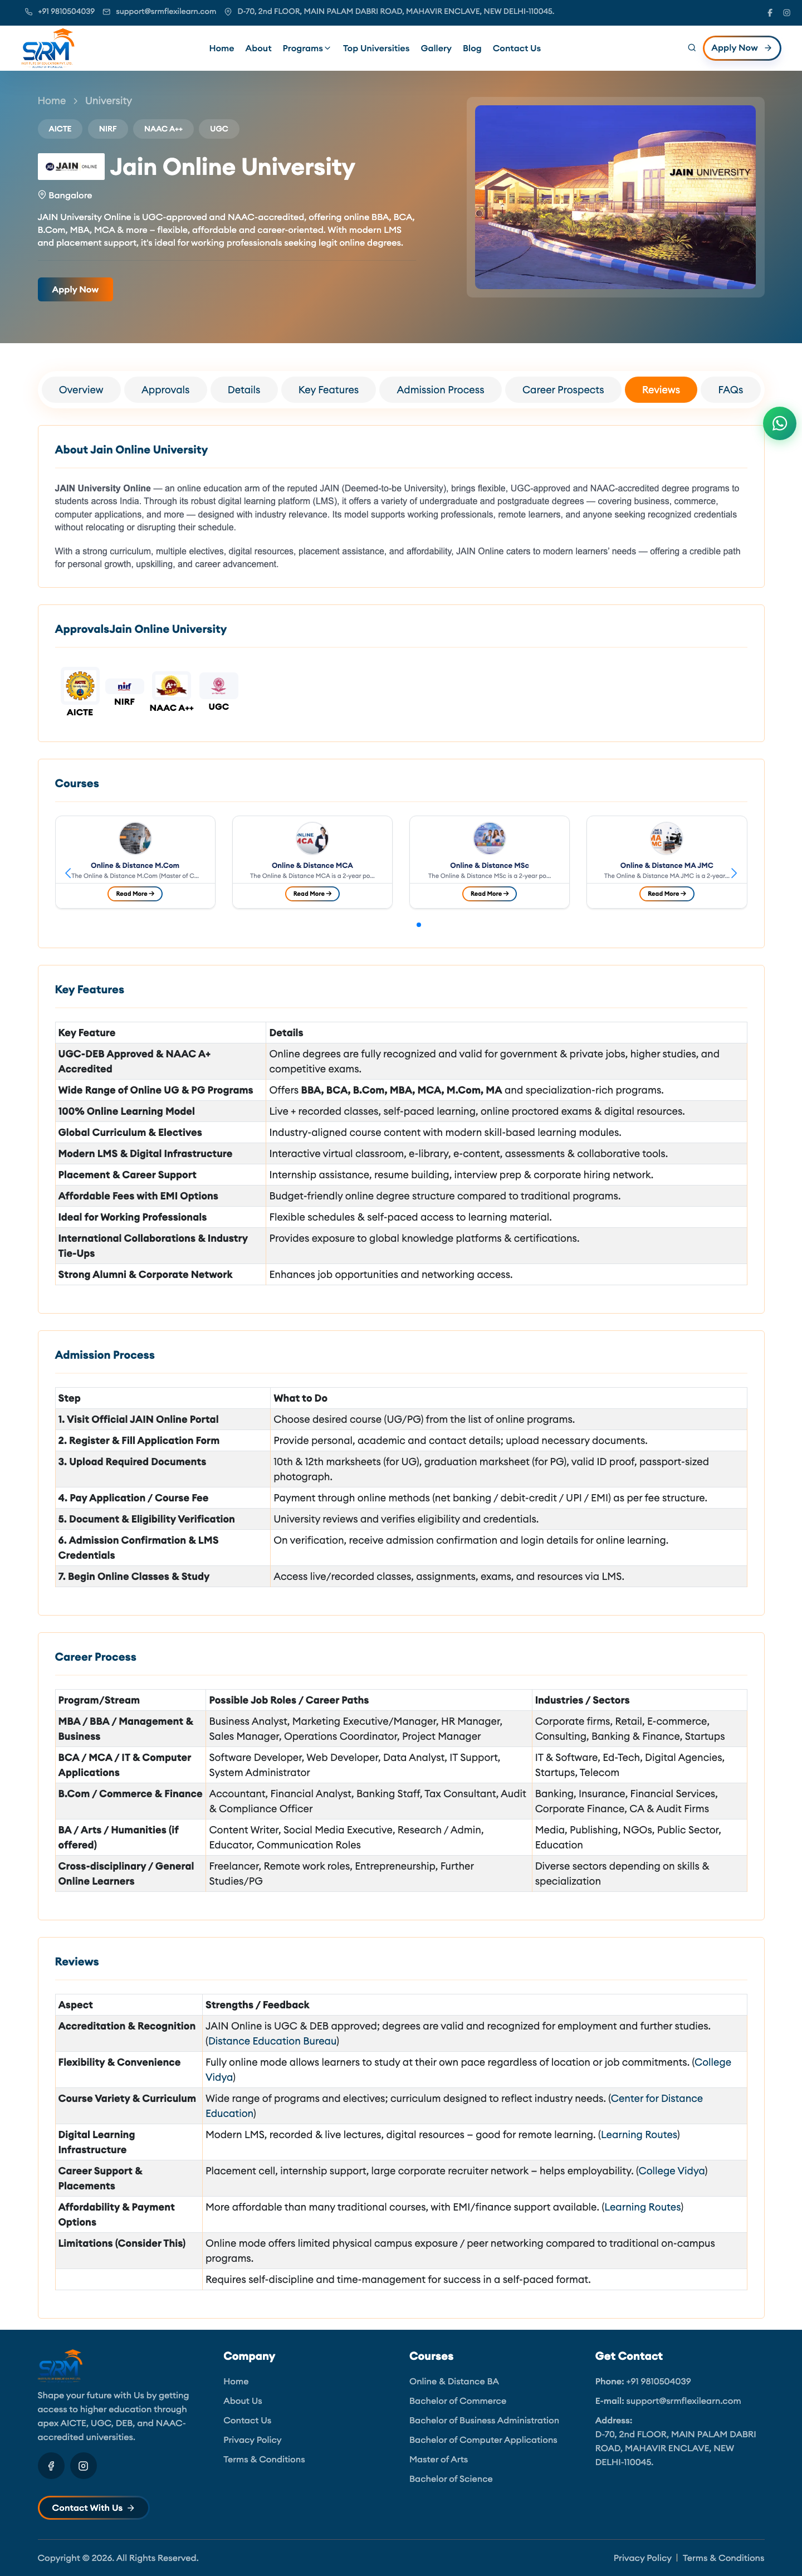 +91 9810504039 support@srmflexilearn.com D-70, 2nd FLOOR, MAIN PALAM DABRI ROAD, MAHAVIR ENCLAVE, NEW DELHI-110045.
SRM
Home About Programs Top Universities Gallery Blog Contact Us
Apply Now
Home > University
AICTE NIRF NAAC A++ UGC
JAIN ONLINE
Jain Online University
JAIN UNIVERSITY
Bangalore
JAIN University Online is UGC-approved and NAAC-accredited, offering online BBA, BCA,
B.Com, MBA, MCA & more – flexible, affordable and career-oriented. With modern LMS
and placement support, it's ideal for working professionals seeking legit online degrees.
Apply Now
Overview Approvals Details Key Features Admission Process Career Prospects Reviews FAQs
About Jain Online University
JAIN University Online — an online education arm of the reputed JAIN (Deemed-to-be University), brings flexible, UGC-approved and NAAC-accredited degree programs to
students across India. Through its robust digital learning platform (LMS), it offers a variety of undergraduate and postgraduate degrees — covering business, commerce,
computer applications, and more — designed with industry relevance. Its model supports working professionals, remote learners, and anyone seeking recognized credentials
without relocating or disrupting their schedule.
With a strong curriculum, multiple electives, digital resources, placement assistance, and affordability, JAIN Online caters to modern learners' needs — offering a credible path
for personal growth, upskilling, and career advancement.
ApprovalsJain Online University
nirf
A++
AICTE
NIRF
NAAC A++
UGC
Courses
ONLINE MCA
Online & Distance M.Com
The Online & Distance M.Com (Master of C...
Read More →
Online & Distance MCA
The Online & Distance MCA is a 2-year po...
Read More →
Online & Distance MSc
The Online & Distance MSc is a 2-year po...
Read More →
Online & Distance MA JMC
The Online & Distance MA JMC is a 2-year...
Read More →
Key Features
Key Feature Details
UGC-DEB Approved & NAAC A+
Accredited
Online degrees are fully recognized and valid for government & private jobs, higher studies, and
competitive exams.
Wide Range of Online UG & PG Programs Offers BBA, BCA, B.Com, MBA, MCA, M.Com, MA and specialization-rich programs.
100% Online Learning Model Live + recorded classes, self-paced learning, online proctored exams & digital resources.
Global Curriculum & Electives Industry-aligned course content with modern skill-based learning modules.
Modern LMS & Digital Infrastructure Interactive virtual classroom, e-library, e-content, assessments & collaborative tools.
Placement & Career Support Internship assistance, resume building, interview prep & corporate hiring network.
Affordable Fees with EMI Options Budget-friendly online degree structure compared to traditional programs.
Ideal for Working Professionals Flexible schedules & self-paced access to learning material.
International Collaborations & Industry
Tie-Ups
Provides exposure to global knowledge platforms & certifications.
Strong Alumni & Corporate Network Enhances job opportunities and networking access.
Admission Process
Step What to Do
1. Visit Official JAIN Online Portal Choose desired course (UG/PG) from the list of online programs.
2. Register & Fill Application Form Provide personal, academic and contact details; upload necessary documents.
3. Upload Required Documents 10th & 12th marksheets (for UG), graduation marksheet (for PG), valid ID proof, passport-sized
photograph.
4. Pay Application / Course Fee Payment through online methods (net banking / debit-credit / UPI / EMI) as per fee structure.
5. Document & Eligibility Verification University reviews and verifies eligibility and credentials.
6. Admission Confirmation & LMS
Credentials
On verification, receive admission confirmation and login details for online learning.
7. Begin Online Classes & Study Access live/recorded classes, assignments, exams, and resources via LMS.
Career Process
Program/Stream Possible Job Roles / Career Paths Industries / Sectors
MBA / BBA / Management &
Business
Business Analyst, Marketing Executive/Manager, HR Manager,
Sales Manager, Operations Coordinator, Project Manager
Corporate firms, Retail, E-commerce,
Consulting, Banking & Finance, Startups
BCA / MCA / IT & Computer
Applications
Software Developer, Web Developer, Data Analyst, IT Support,
System Administrator
IT & Software, Ed-Tech, Digital Agencies,
Startups, Telecom
B.Com / Commerce & Finance
Accountant, Financial Analyst, Banking Staff, Tax Consultant, Audit
& Compliance Officer
Banking, Insurance, Financial Services,
Corporate Finance, CA & Audit Firms
BA / Arts / Humanities (if
offered)
Content Writer, Social Media Executive, Research / Admin,
Educator, Communication Roles
Media, Publishing, NGOs, Public Sector,
Education
Cross-disciplinary / General
Online Learners
Freelancer, Remote work roles, Entrepreneurship, Further
Studies/PG
Diverse sectors depending on skills &
specialization
Reviews
Aspect Strengths / Feedback
Accreditation & Recognition JAIN Online is UGC & DEB approved; degrees are valid and recognized for employment and further studies.
(Distance Education Bureau)
Flexibility & Convenience Fully online mode allows learners to study at their own pace regardless of location or job commitments. (College
Vidya)
Course Variety & Curriculum Wide range of programs and electives; curriculum designed to reflect industry needs. (Center for Distance
Education)
Digital Learning
Infrastructure
Modern LMS, recorded & live lectures, digital resources – good for remote learning. (Learning Routes)
Career Support &
Placements
Placement cell, internship support, large corporate recruiter network – helps employability. (College Vidya)
Affordability & Payment
Options
More affordable than many traditional courses, with EMI/finance support available. (Learning Routes)
Limitations (Consider This) Online mode offers limited physical campus exposure / peer networking compared to traditional on-campus
programs.
Requires self-discipline and time-management for success in a self-paced format.
SRM
Shape your future with Us by getting
access to higher education through
apex AICTE, UGC, DEB, and NAAC-
accredited universities.
Contact With Us →
Company
Home
About Us
Contact Us
Privacy Policy
Terms & Conditions
Courses
Online & Distance BA
Bachelor of Commerce
Bachelor of Business Administration
Bachelor of Computer Applications
Master of Arts
Bachelor of Science
Get Contact
Phone: +91 9810504039
E-mail: support@srmflexilearn.com
Address:
D-70, 2nd FLOOR, MAIN PALAM DABRI
ROAD, MAHAVIR ENCLAVE, NEW
DELHI-110045.
Copyright © 2026. All Rights Reserved.
Privacy Policy | Terms & Conditions